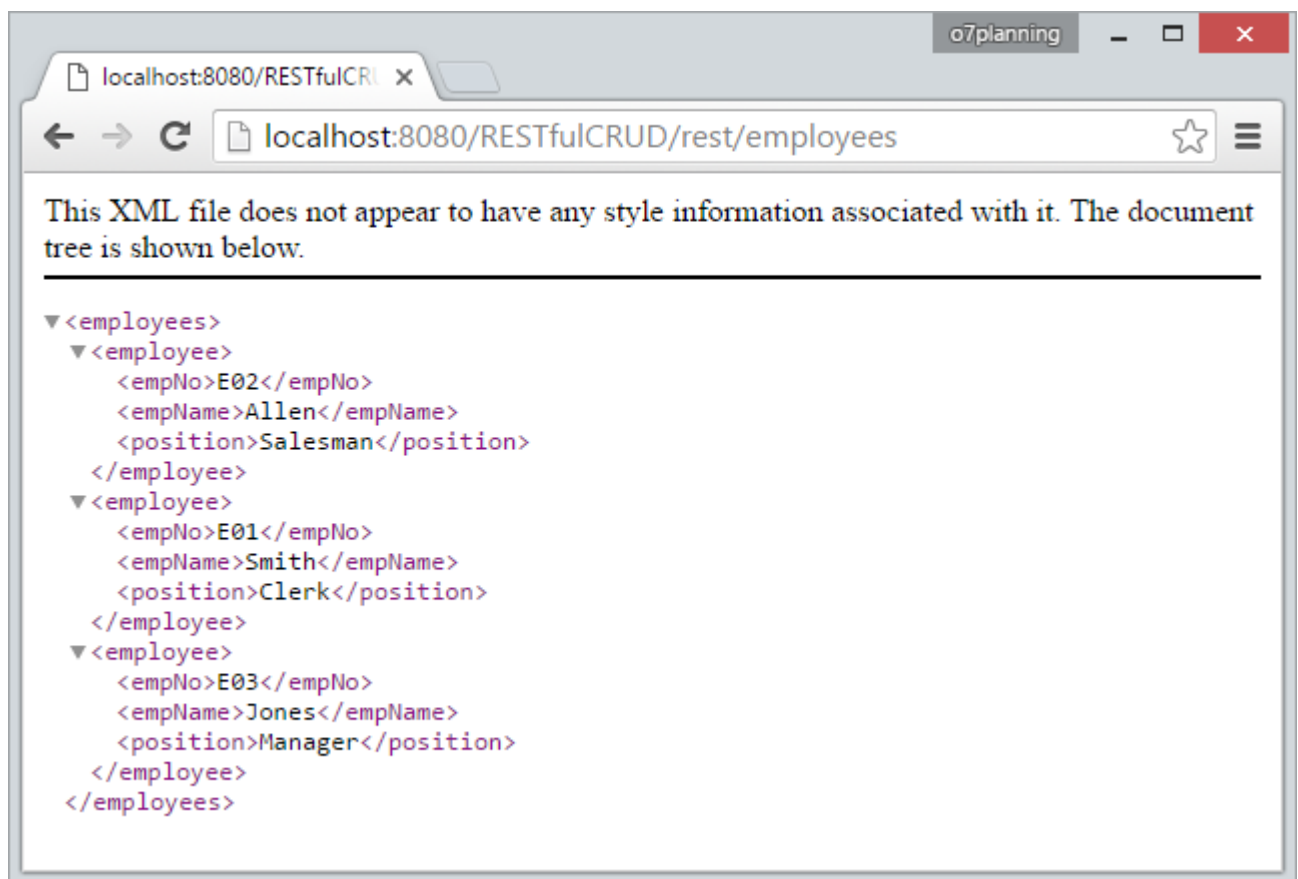 o7planning
localhost:8080/RESTfulCR
localhost:8080/RESTfulCRUD/rest/employees
This XML file does not appear to have any style information associated with it. The document
tree is shown below.
▼<employees>
▼<employee>
<empNo>E02</empNo>
<empName>Allen</empName>
<position>Salesman</position>
</employee>
▼<employee>
<empNo>E01</empNo>
<empName>Smith</empName>
<position>Clerk</position>
</employee>
▼<employee>
<empNo>E03</empNo>
<empName>Jones</empName>
<position>Manager</position>
</employee>
</employees>